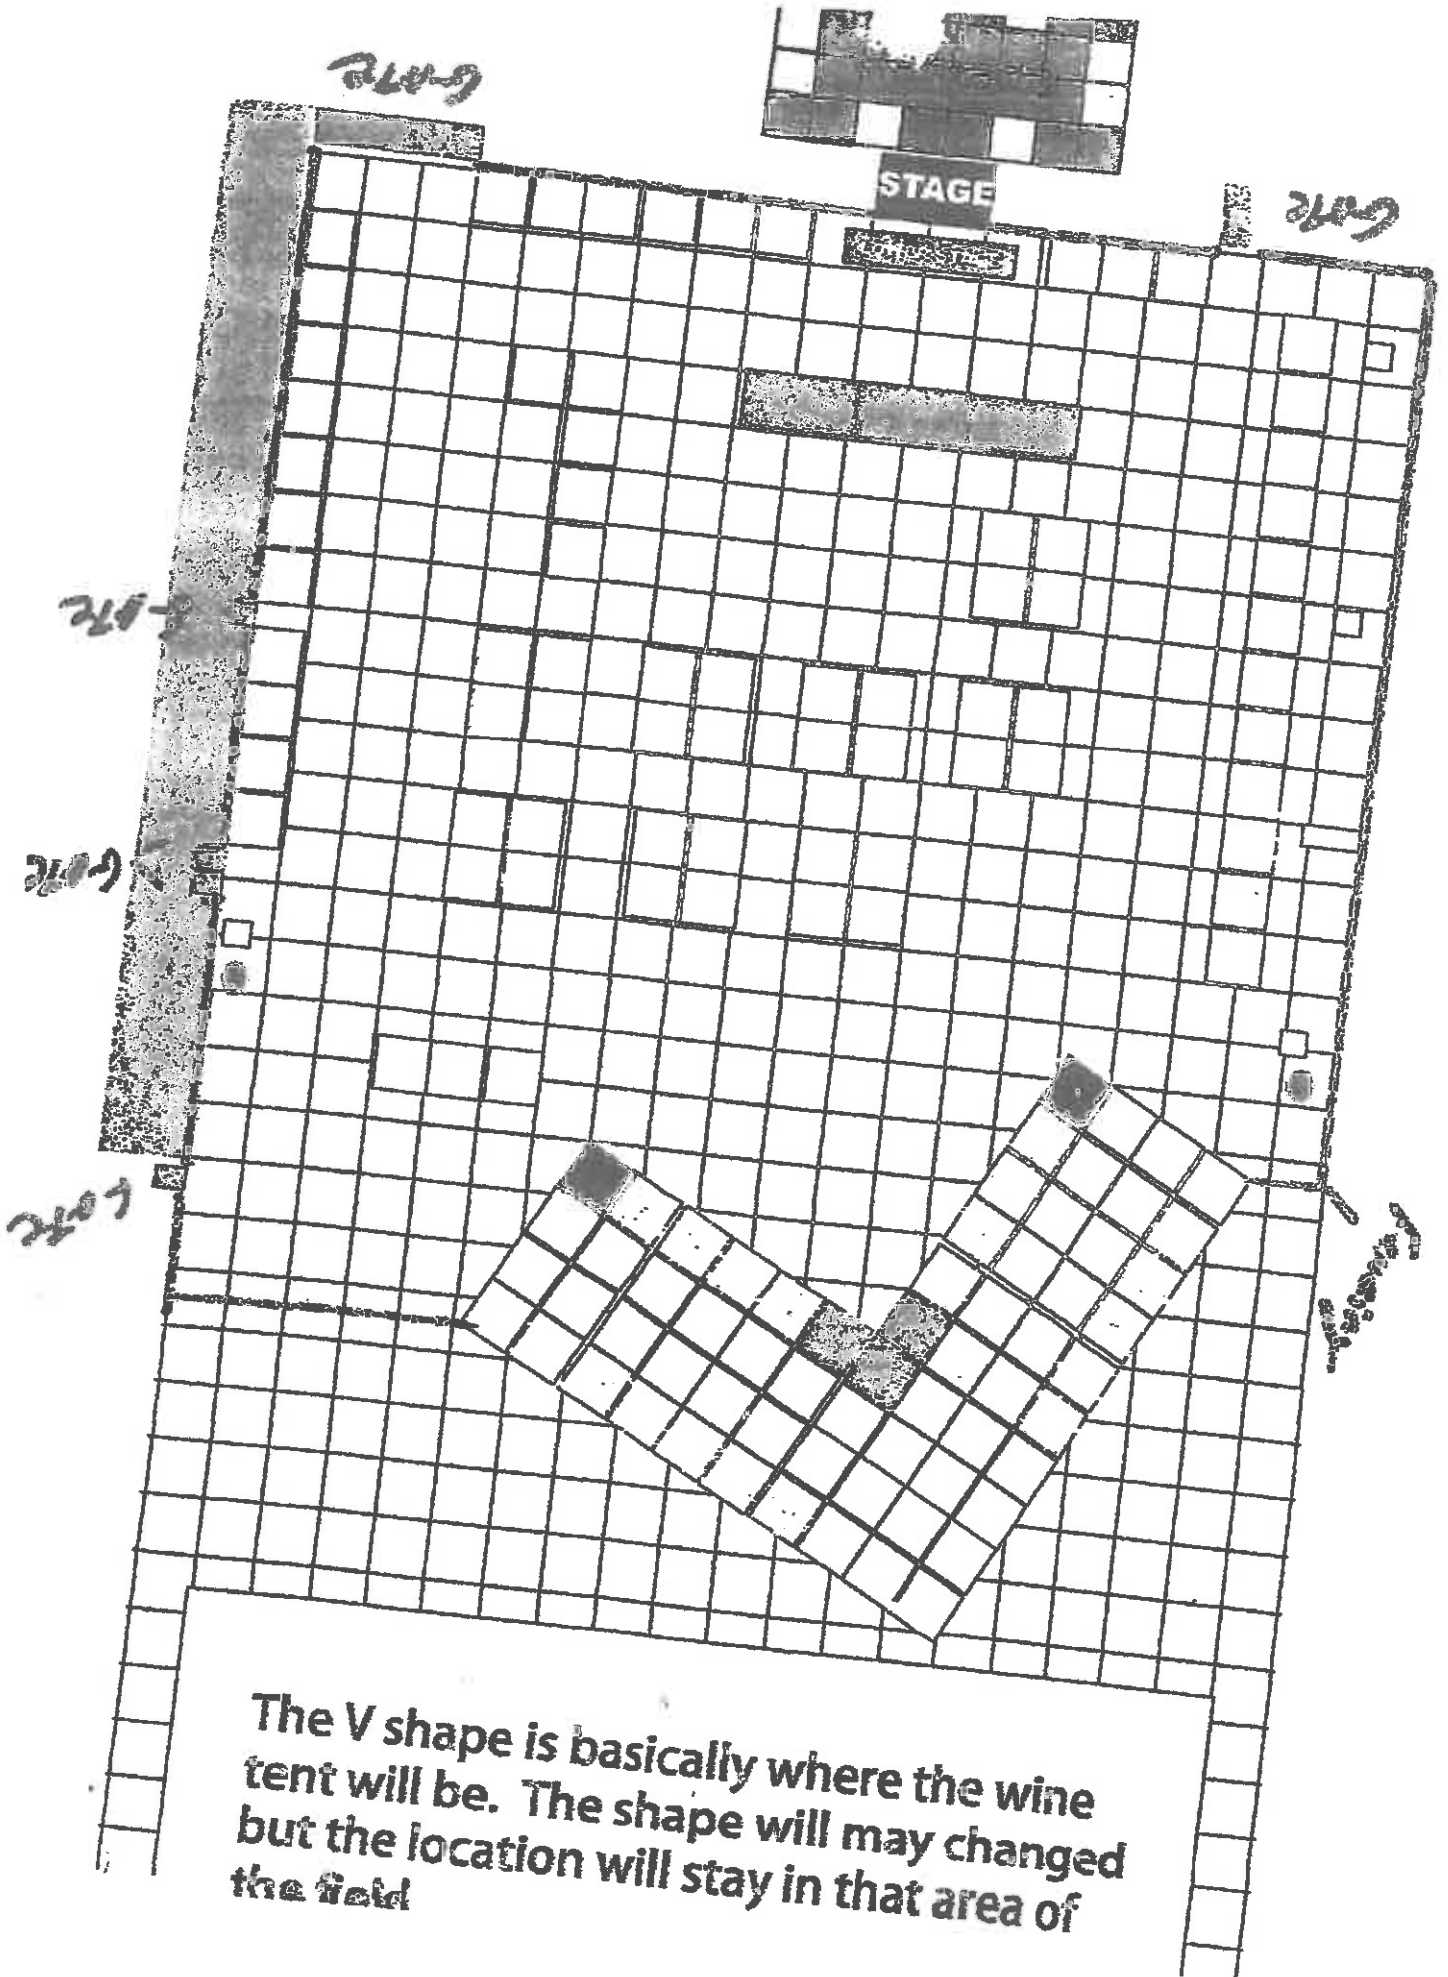 GATE
STAGE
GATE
GATE
GATE
GATE
The V shape is basically where the wine
tent will be. The shape will may changed
but the location will stay in that area of
the field